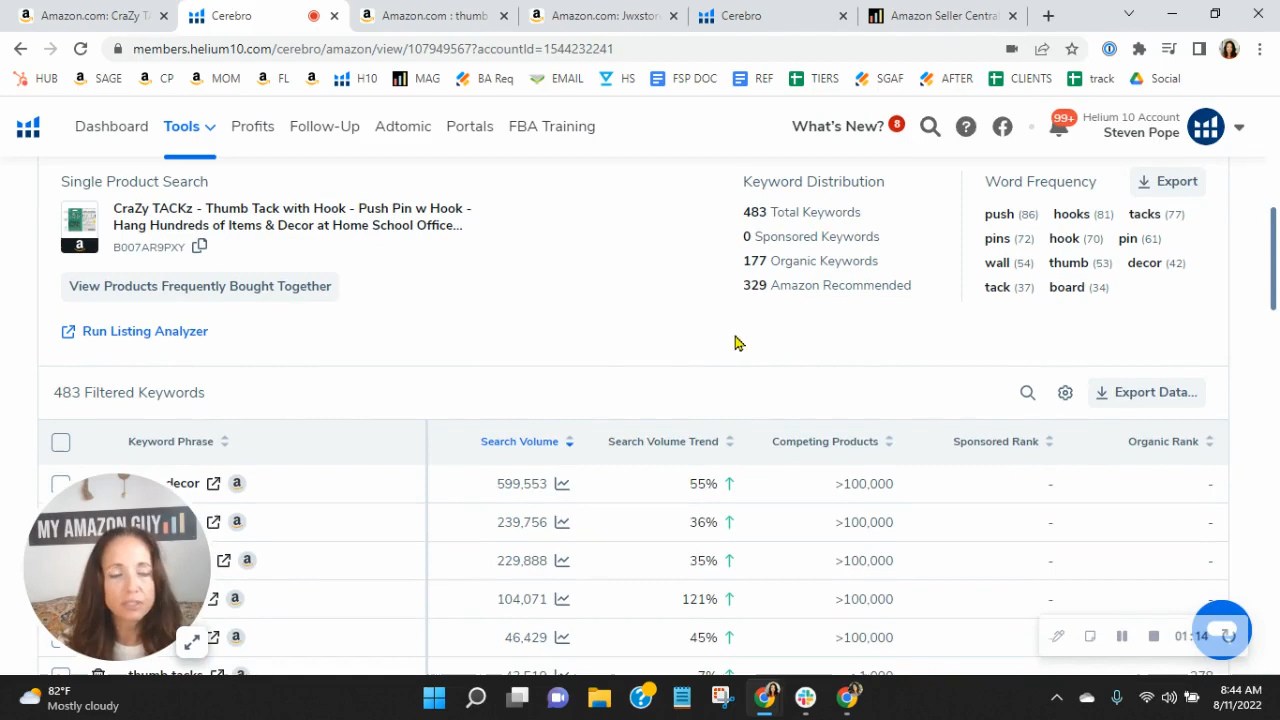 Amazon.com: CraZy T
Cerebro
Amazon.com : thumb
Amazon.com: Jwxstor
Cerebro
Amazon Seller Centra
members.helium10.com/cerebro/amazon/view/107949567?accountId=1544232241
HUB SAGE CP MOM FL H10 MAG BA Req EMAIL HS FSP DOC REF TIERS SGAF AFTER CLIENTS track Social
Dashboard Tools Profits Follow-Up Adtomic Portals FBA Training What's New? 8 99+ Helium 10 Account
Steven Pope
Single Product Search
CraZy TACKz - Thumb Tack with Hook - Push Pin w Hook -
Hang Hundreds of Items & Decor at Home School Office...
B007AR9PXY
View Products Frequently Bought Together
Run Listing Analyzer
Keyword Distribution
483 Total Keywords
0 Sponsored Keywords
177 Organic Keywords
329 Amazon Recommended
Word Frequency Export
push (86) hooks (81) tacks (77)
pins (72) hook (70) pin (61)
wall (54) thumb (53) decor (42)
tack (37) board (34)
483 Filtered Keywords Export Data...
Keyword Phrase Search Volume Search Volume Trend Competing Products Sponsored Rank Organic Rank
decor 599,553 55% >100,000 - -
239,756 36% >100,000 - -
229,888 35% >100,000 - -
104,071 121% >100,000 - -
46,429 45% >100,000 - -
MY AMAZON GUY
01:14
82°F
Mostly cloudy
8:44 AM
8/11/2022